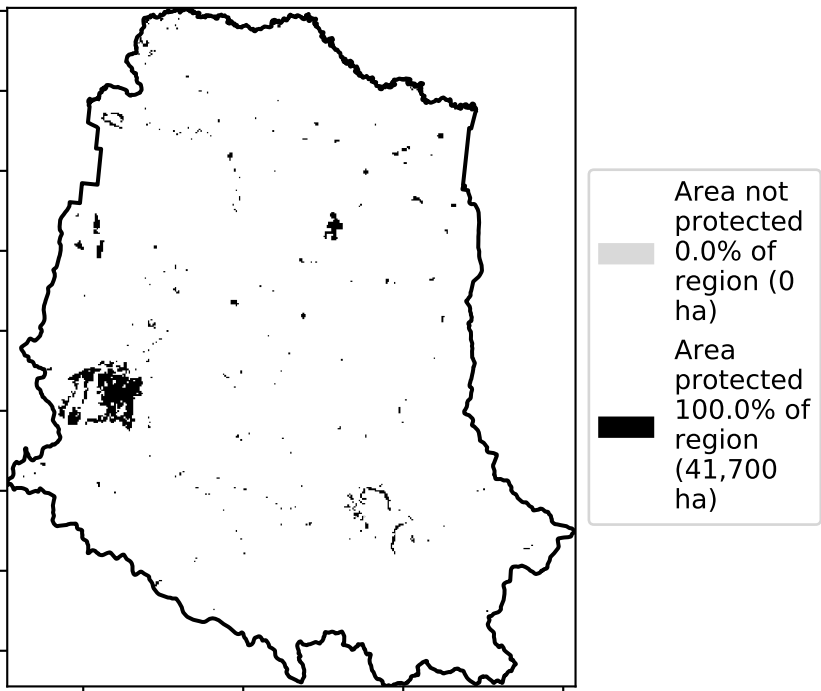 Area not
protected
0.0% of
region (0
ha)
Area
protected
100.0% of
region
(41,700
ha)